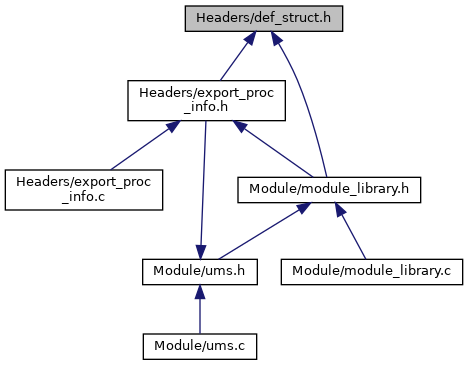 Headers/def_struct.h
Headers/export_proc
_info.h
Headers/export_proc
_info.c
Module/module_library.h
Module/ums.h
Module/module_library.c
Module/ums.c